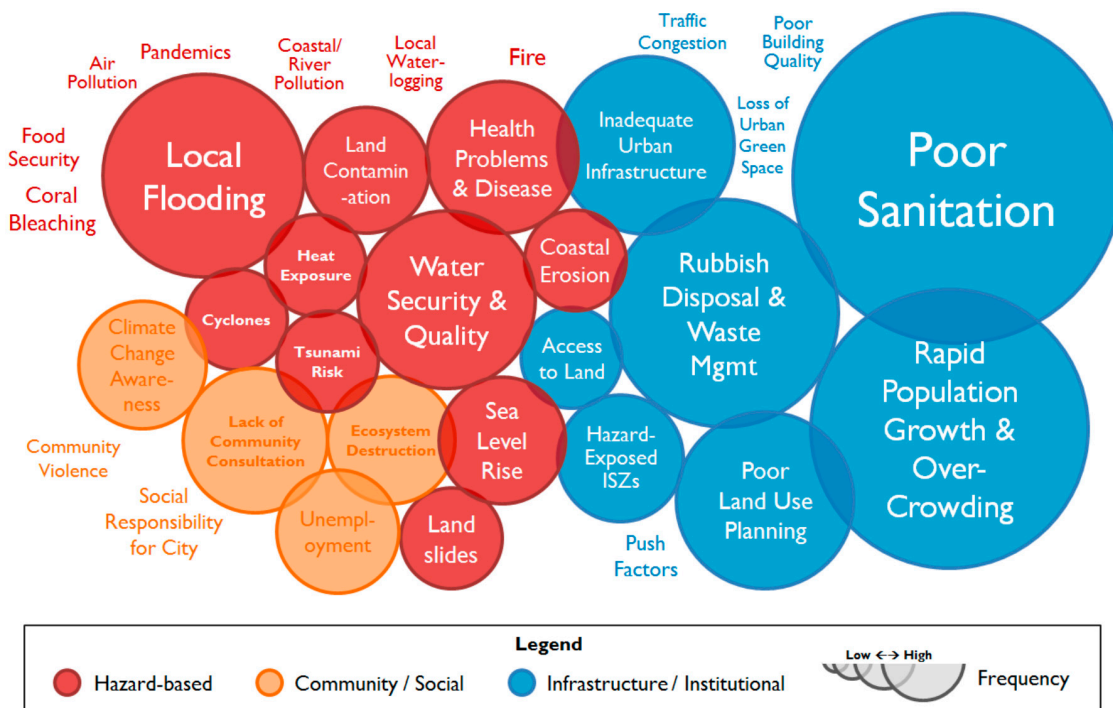 Pandemics
Air
Pollution
Coastal/
River
Pollution
Local
Water-
logging
Fire
Traffic
Congestion
Poor
Building
Quality
Loss of
Urban
Green
Space
Food
Security
Coral
Bleaching
Local
Flooding
Land
Contamin
-ation
Health
Problems
& Disease
Inadequate
Urban
Infrastructure
Poor
Sanitation
Heat
Exposure
Water
Security &
Quality
Coastal
Erosion
Rubbish
Disposal &
Waste
Mgmt
Cyclones
Tsunami
Risk
Access
to Land
Rapid
Population
Growth &
Over-
Crowding
Climate
Change
Aware-
ness
Lack of
Community
Consultation
Ecosystem
Destruction
Sea
Level
Rise
Hazard-
Exposed
ISZs
Poor
Land Use
Planning
Community
Violence
Social
Responsibility
for City
Unempl-
oyment
Land
slides
Push
Factors
Legend
Hazard-based
Community / Social
Infrastructure / Institutional
Low ←→ High
Frequency